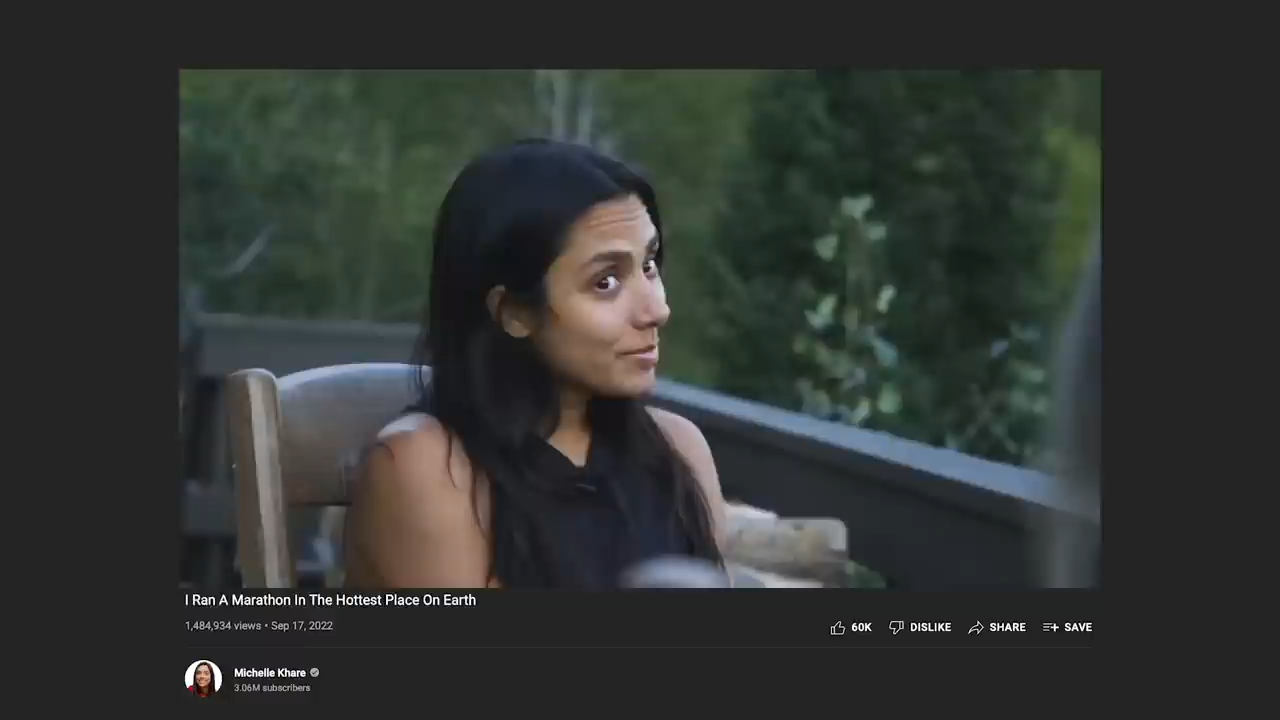 I Ran A Marathon In The Hottest Place On Earth
1,484,934 views • Sep 17, 2022
60K DISLIKE SHARE SAVE
Michelle Khare
3.06M subscribers